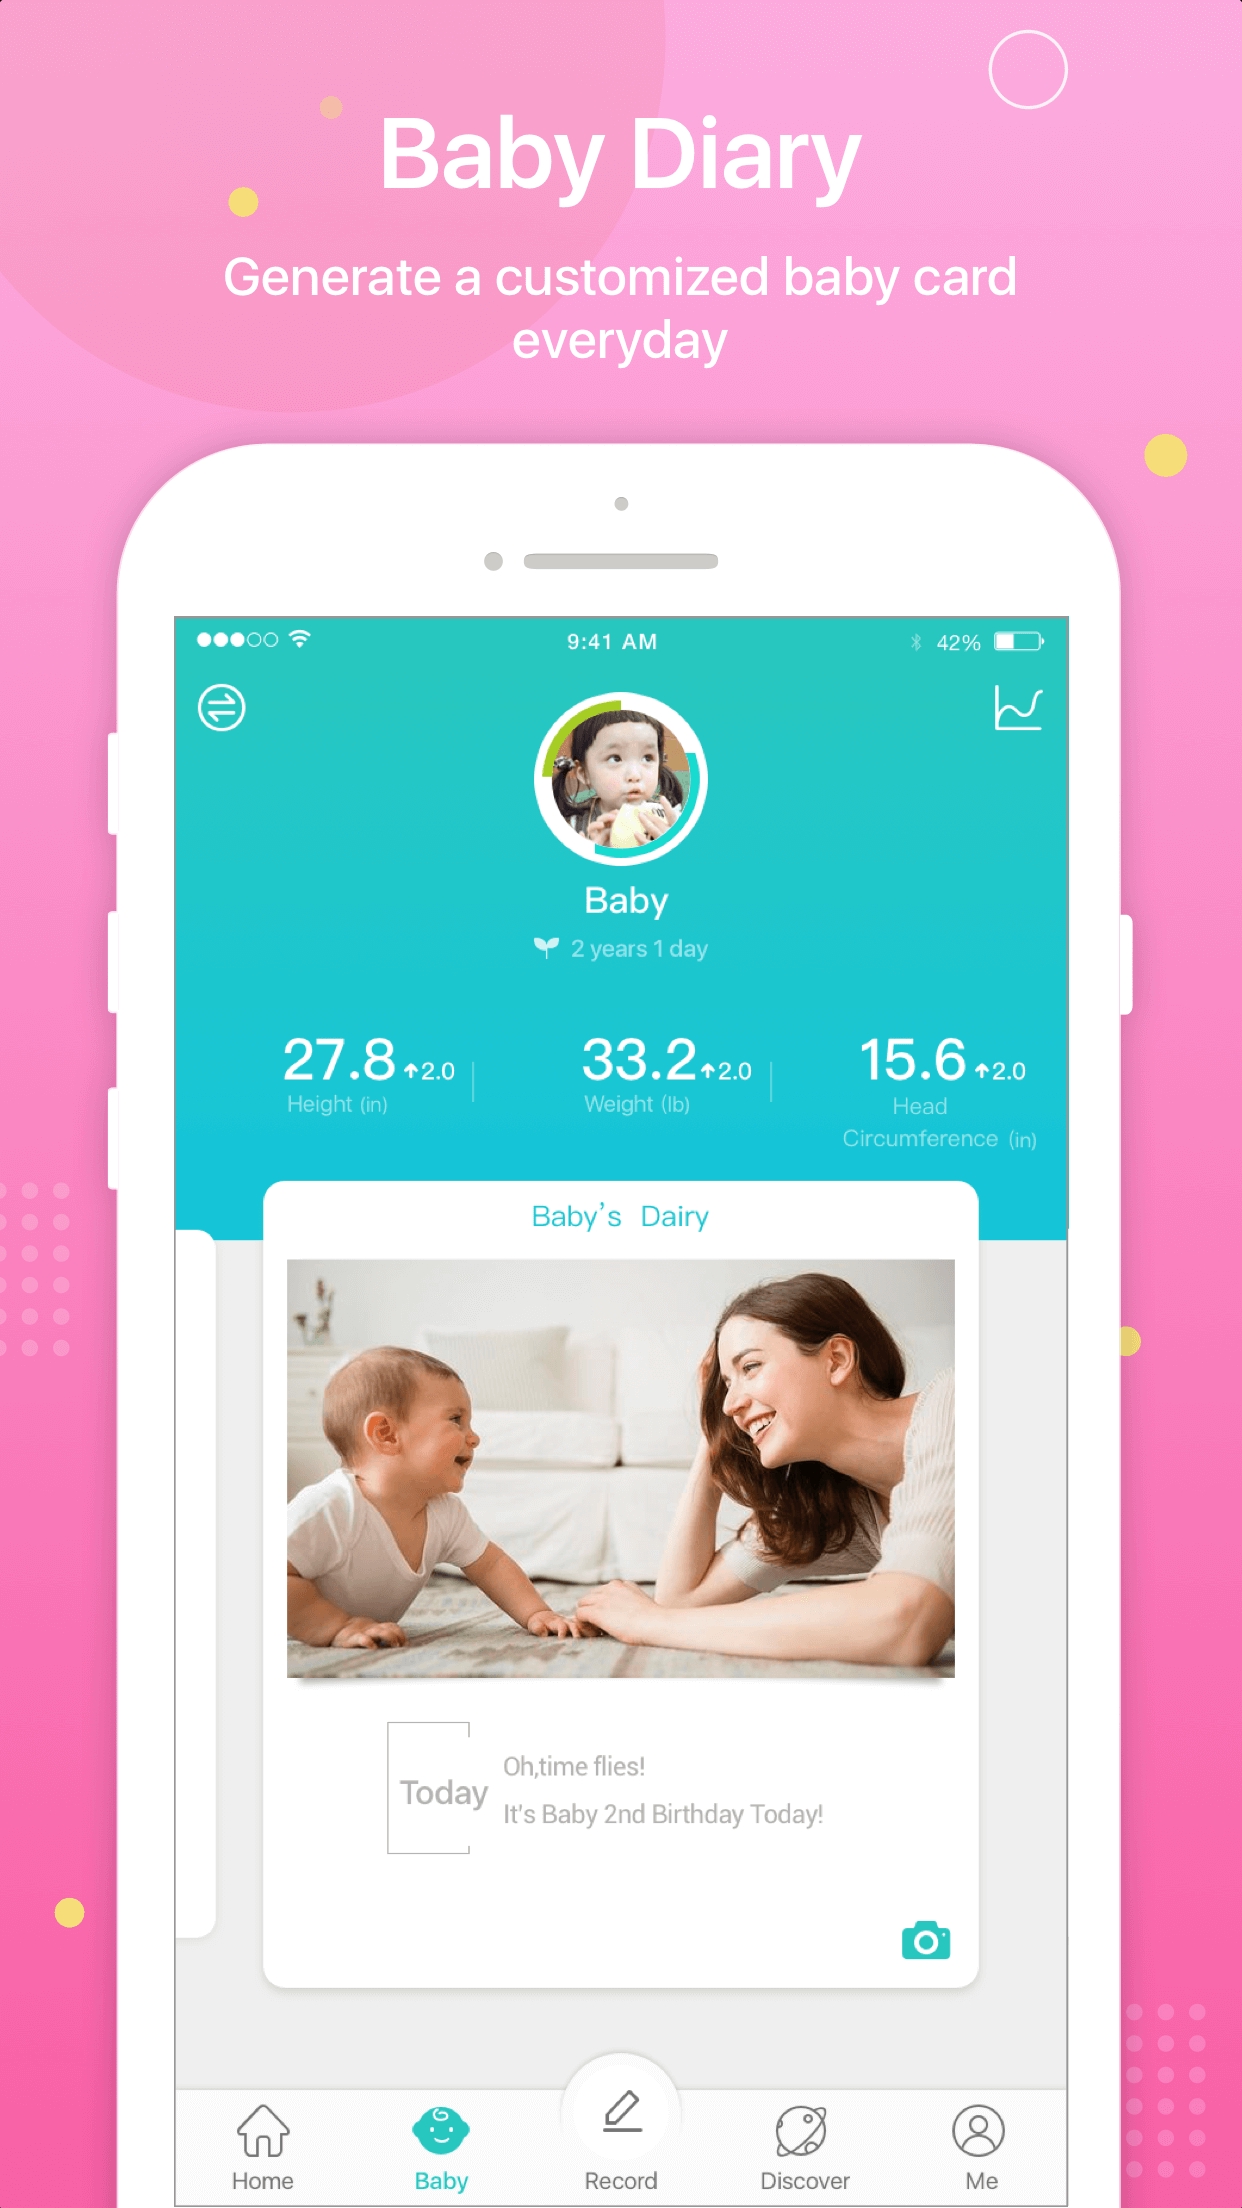 Baby Diary
Generate a customized baby card
everyday
9:41 AM
42%
Baby
2 years 1 day
27.8 2.0
Height (in)
33.2 2.0
Weight (lb)
15.6 2.0
Head
Circumference (in)
Baby's Dairy
Today
Oh,time flies!
It's Baby 2nd Birthday Today!
Home
Baby
Record
Discover
Me